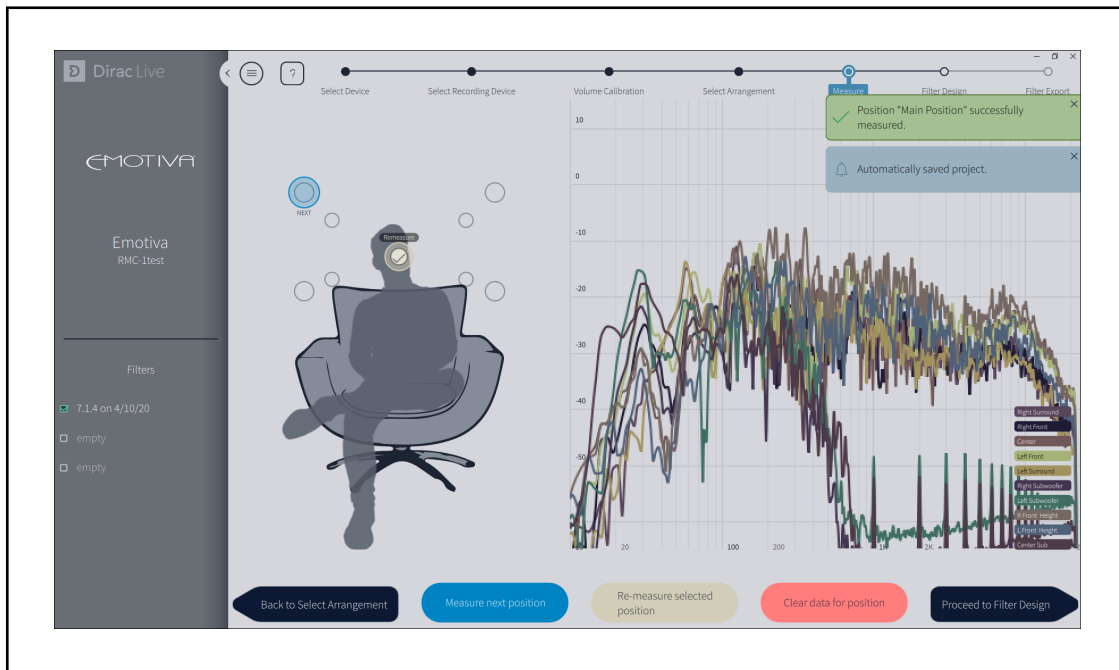 Dirac Live
?
Select Device
Select Recording Device
Volume Calibration
Select Arrangement
Measure
Filter Design
Filter Export
Position "Main Position" successfully
measured.
Automatically saved project.
EMOTIVA
Emotiva
RMC-1test
Filters
7.1.4 on 4/10/20
empty
empty
NEXT
Remeasure
10
0
-10
-20
-30
-40
-50
20
100
200
1K
2K
Right Surround
Right Front
Center
Left Front
Left Surround
Right Subwoofer
Left Subwoofer
R Front Height
L Front Height
Center Sub
Back to Select Arrangement
Measure next position
Re-measure selected
position
Clear data for position
Proceed to Filter Design